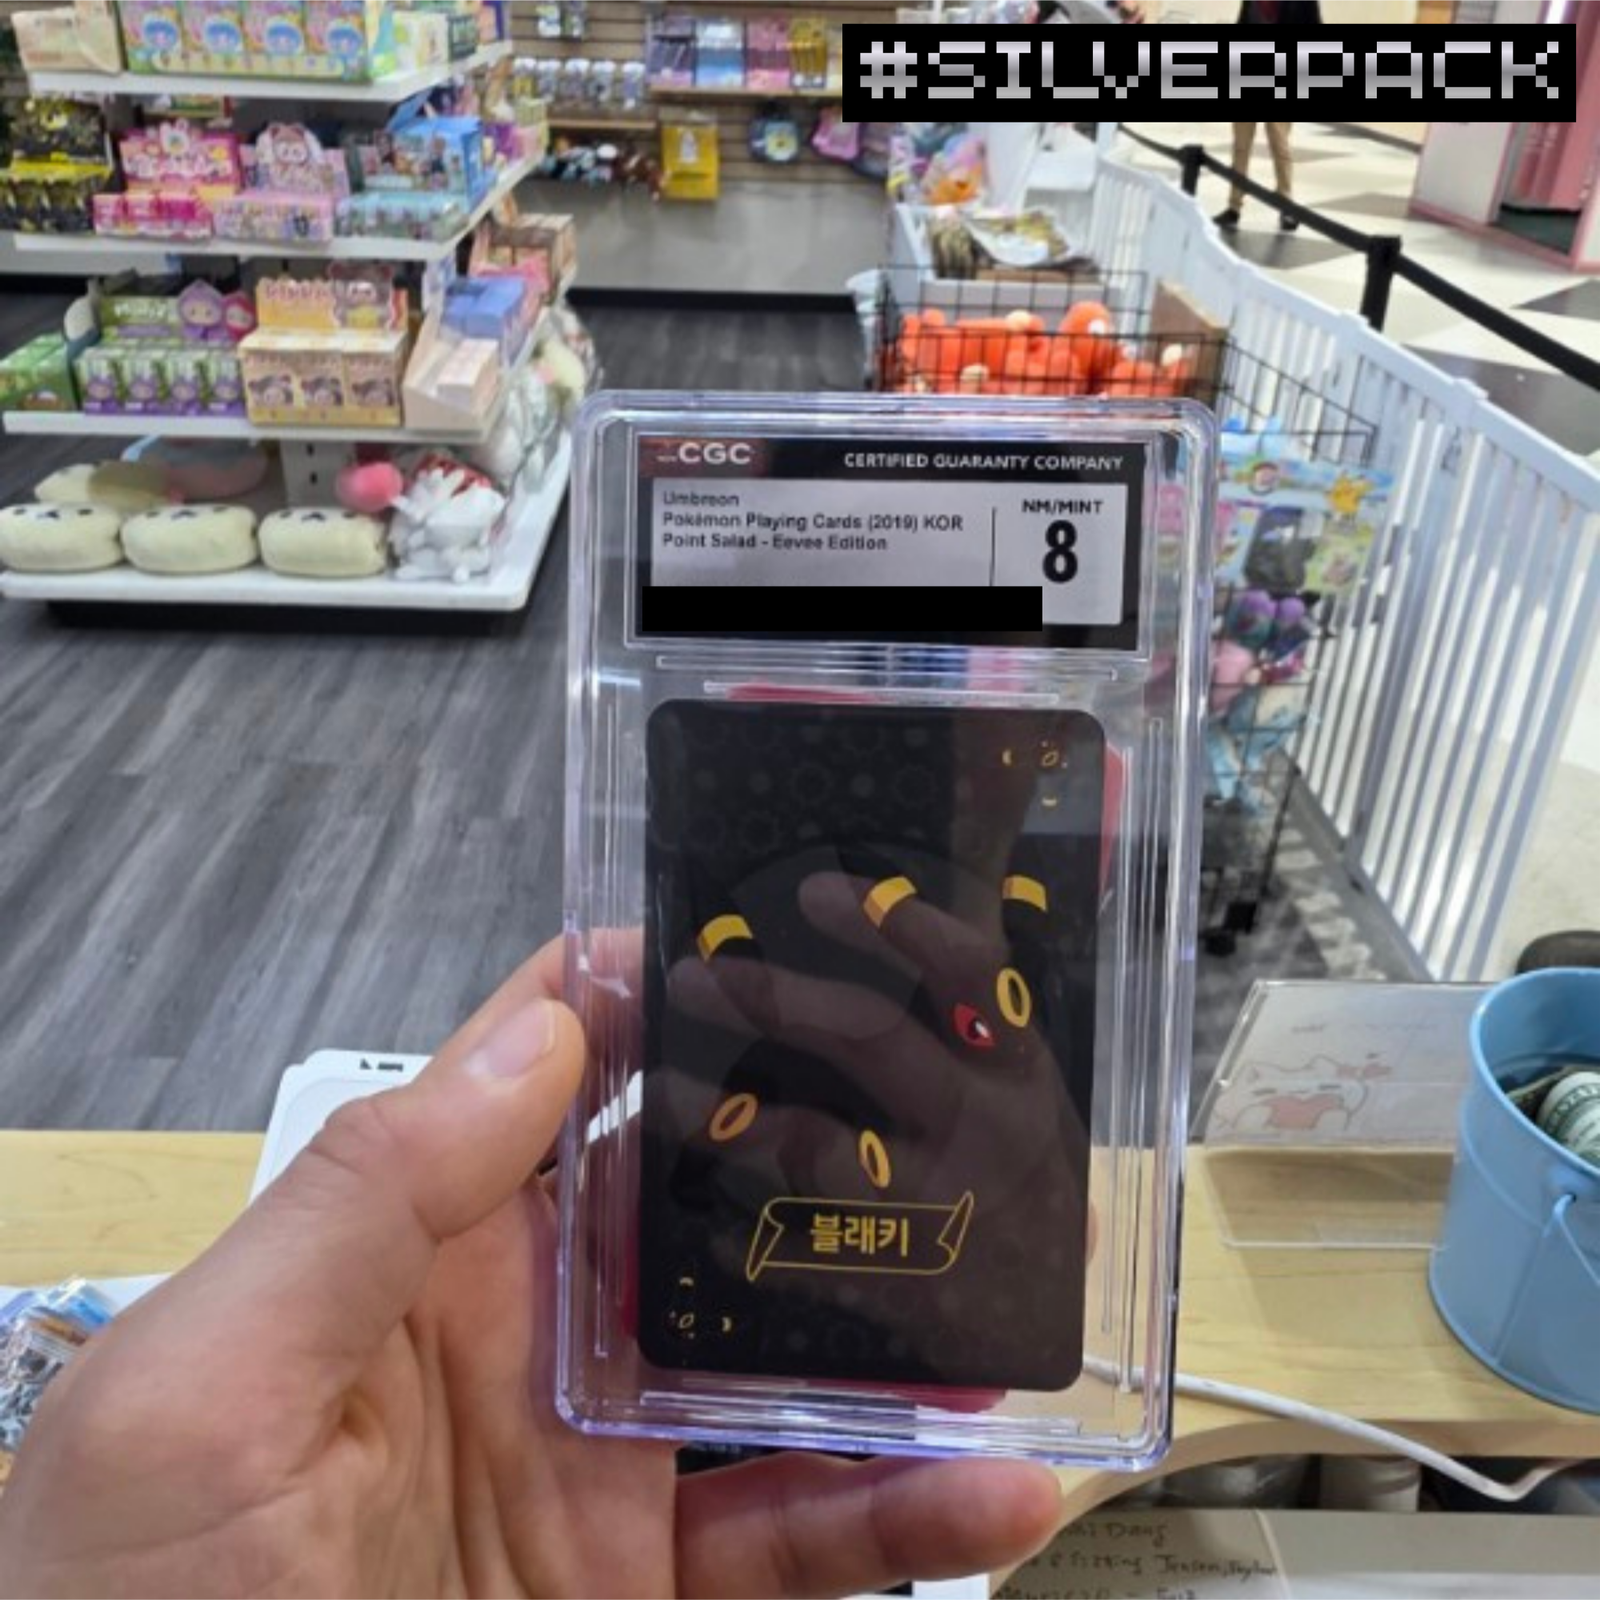 #SILVERPACK
CGC
CERTIFIED GUARANTY COMPANY
Umbreon
Pokémon Playing Cards (2019) KOR
Point Salad - Eevee Edition
NM/MINT
8
블래키